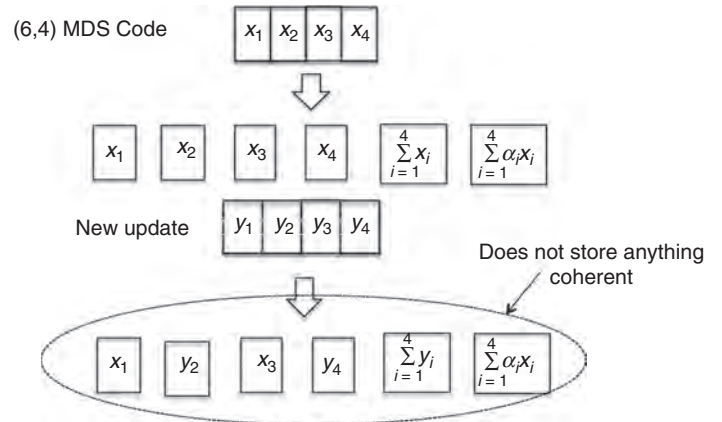 (6,4) MDS Code
x₁ x₂ x₃ x₄
x₁ x₂ x₃ x₄ 4 Σ i = 1 xᵢ 4 Σ i = 1 αᵢxᵢ
New update y₁ y₂ y₃ y₄
Does not store anything
coherent
x₁ y₂ x₃ y₄ 4 Σ i = 1 yᵢ 4 Σ i = 1 αᵢxᵢ